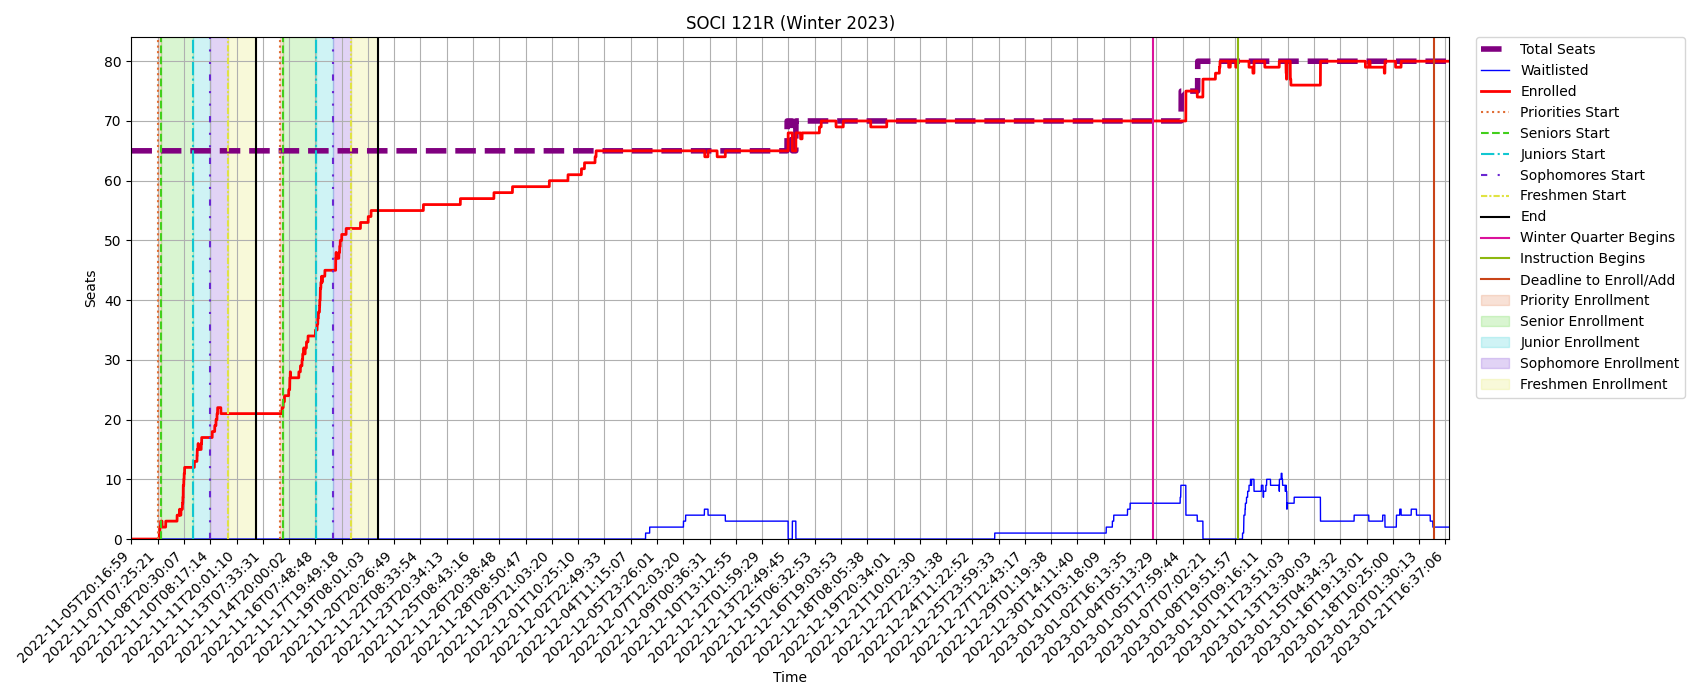 SOCI 121R (Winter 2023)
Seats
80
70
60
50
40
30
20
10
0
2022-11-05T20:16:59
2022-11-07T07:25:21
2022-11-08T20:30:07
2022-11-10T08:17:14
2022-11-11T20:01:10
2022-11-13T07:33:31
2022-11-14T20:00:02
2022-11-16T07:48:48
2022-11-17T19:49:18
2022-11-19T08:01:03
2022-11-20T20:26:49
2022-11-22T08:33:54
2022-11-23T20:34:13
2022-11-25T08:43:16
2022-11-26T20:38:48
2022-11-28T08:50:47
2022-11-29T21:03:20
2022-12-01T10:25:10
2022-12-02T22:49:33
2022-12-04T11:15:07
2022-12-05T23:26:01
2022-12-07T12:03:20
2022-12-09T00:36:31
2022-12-10T13:12:55
2022-12-12T01:59:29
2022-12-13T22:49:45
2022-12-15T06:32:53
2022-12-16T19:03:53
2022-12-18T08:05:38
2022-12-19T20:34:01
2022-12-21T10:02:30
2022-12-22T22:31:38
2022-12-24T11:22:52
2022-12-25T23:59:33
2022-12-27T12:43:17
2022-12-29T01:19:38
2022-12-30T14:11:40
2023-01-01T03:18:09
2023-01-02T16:13:35
2023-01-04T05:13:29
2023-01-05T17:59:44
2023-01-07T07:02:21
2023-01-08T19:51:57
2023-01-10T09:16:11
2023-01-11T23:51:03
2023-01-13T13:30:03
2023-01-15T04:34:32
2023-01-16T19:13:01
2023-01-18T10:25:00
2023-01-20T01:30:13
2023-01-21T16:37:06
Time
Total Seats
Waitlisted
Enrolled
Priorities Start
Seniors Start
Juniors Start
Sophomores Start
Freshmen Start
End
Winter Quarter Begins
Instruction Begins
Deadline to Enroll/Add
Priority Enrollment
Senior Enrollment
Junior Enrollment
Sophomore Enrollment
Freshmen Enrollment